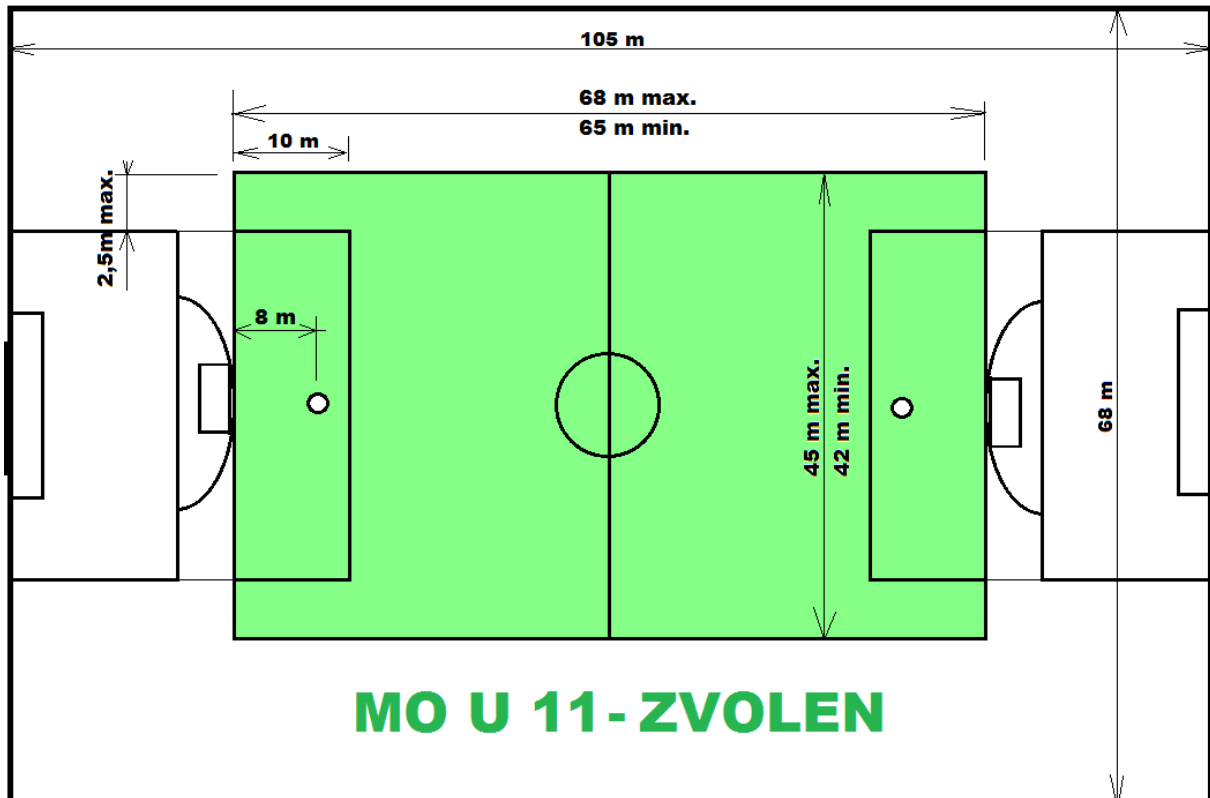 105 m
68 m max.
65 m min.
10 m
2,5m max.
8 m
45 m max.
42 m min.
68 m
MO U 11- ZVOLEN